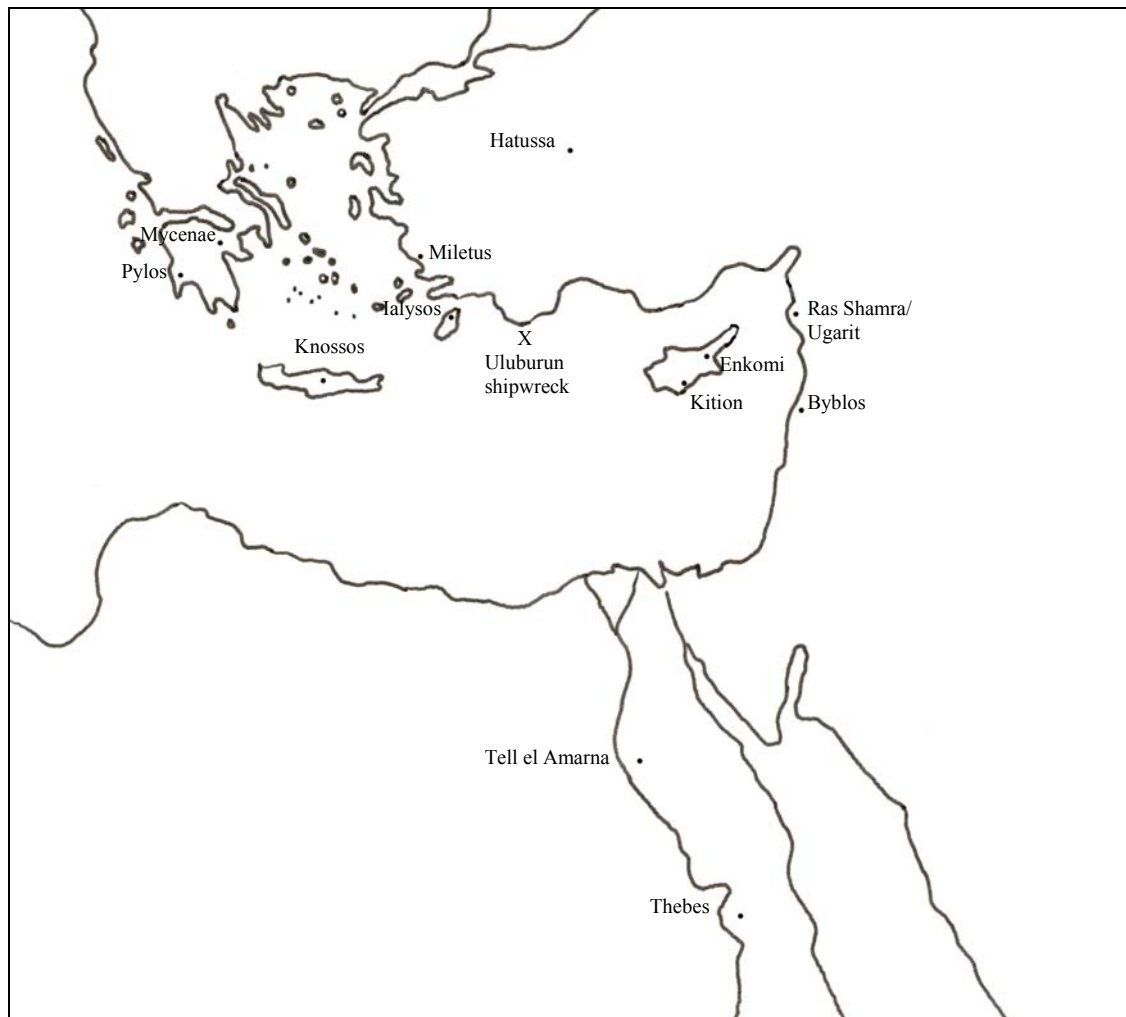 Hatussa
Mycenae
Miletus
Pylos
Ialysos
Ras Shamra/
Ugarit
X
Knossos
Uluburun
shipwreck
Enkomi
Kition
Byblos
Tell el Amarna
Thebes